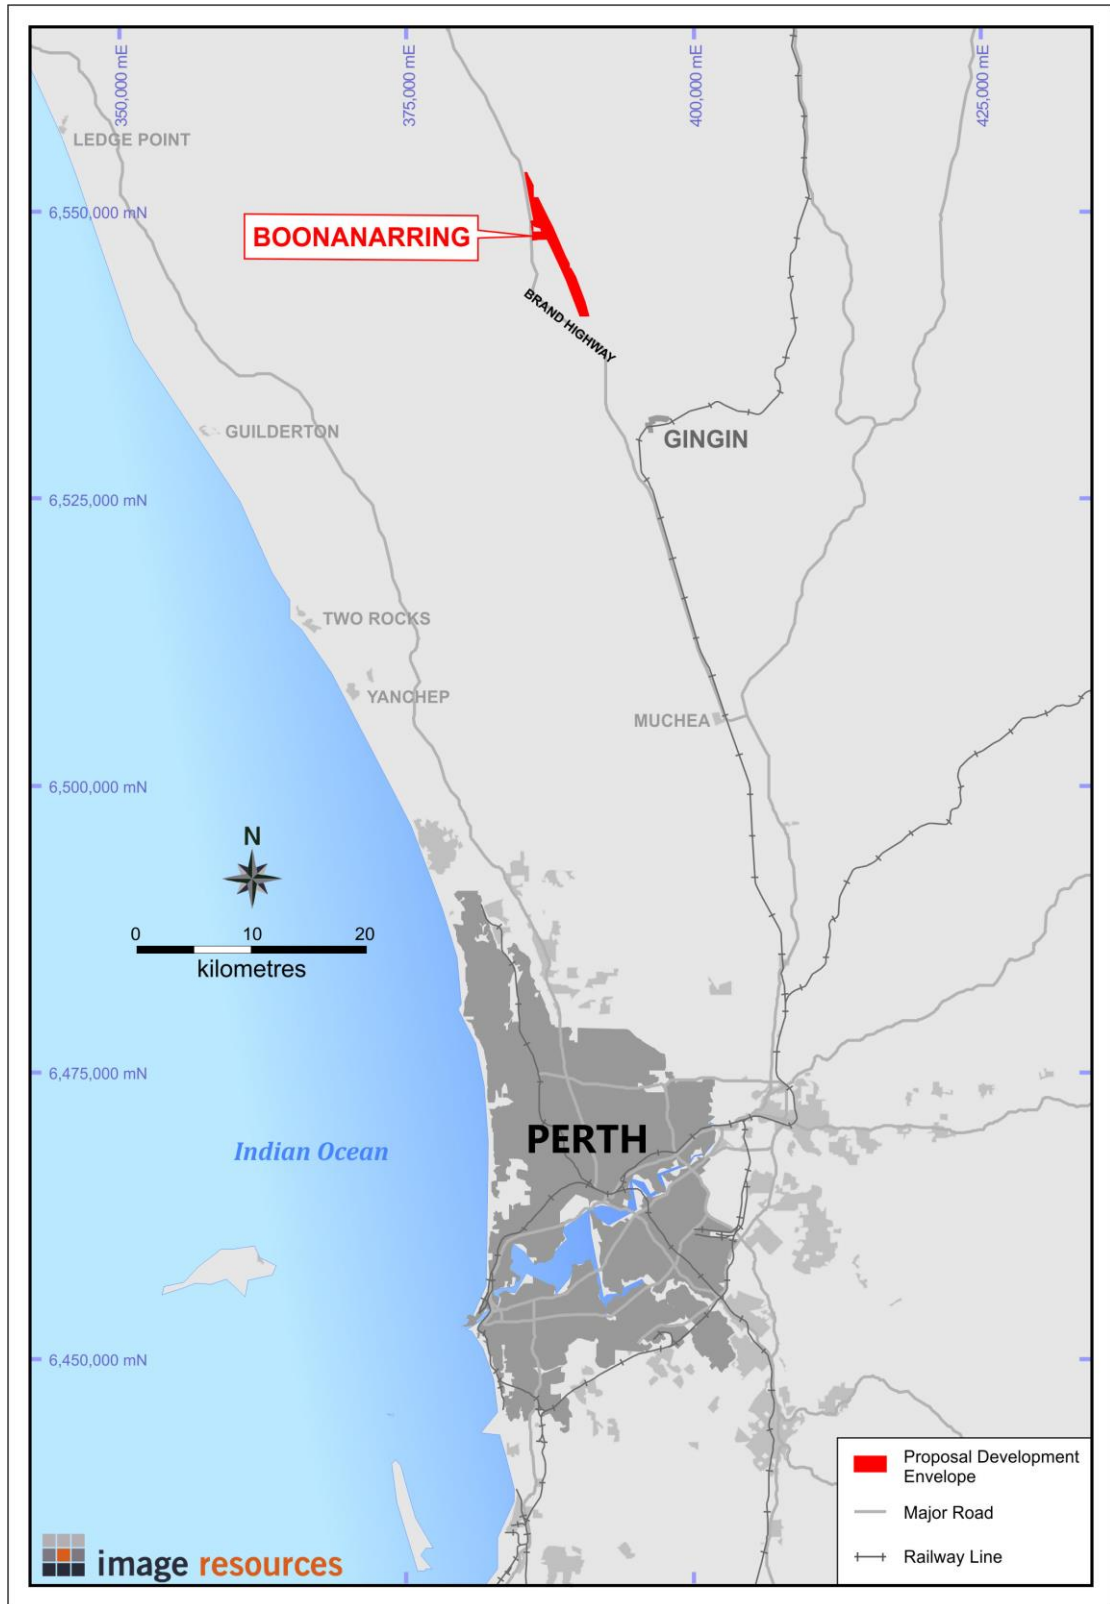 350,000 mE
375,000 mE
400,000 mE
425,000 mE
LEDGE POINT
6,550,000 mN
BOONANARRING
BRAND HIGHWAY
GUILDERTON
GINGIN
6,525,000 mN
TWO ROCKS
YANCHEP
MUCHEA
6,500,000 mN
N
0 10 20
kilometres
6,475,000 mN
PERTH
Indian Ocean
6,450,000 mN
Proposal Development
Envelope
Major Road
Railway Line
image resources